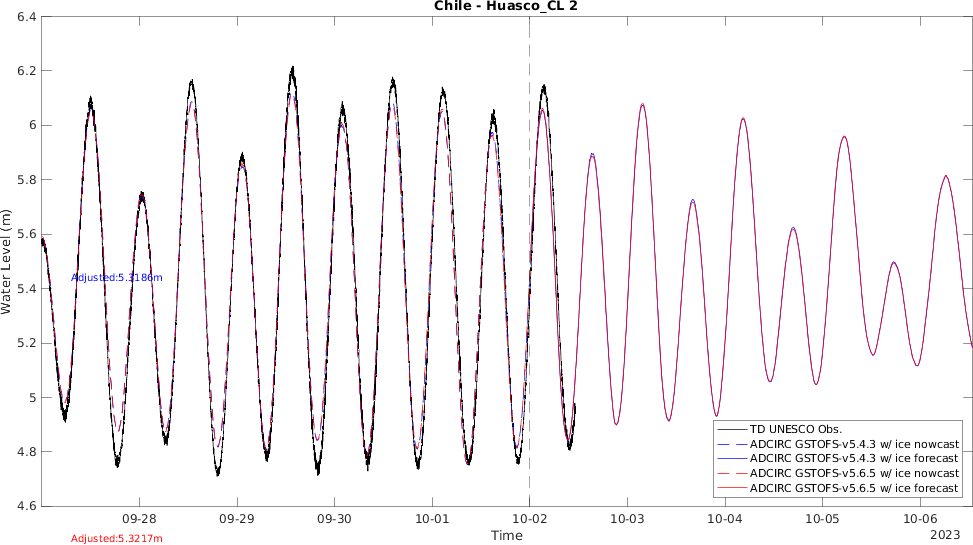 Chile - Huasco_CL 2
6.4
6.2
6
5.8
5.6
5.4
5.2
5
4.8
4.6
Water Level (m)
Adjusted:5.3186m
TD UNESCO Obs.
ADCIRC GSTOFS-v5.4.3 w/ ice nowcast
ADCIRC GSTOFS-v5.4.3 w/ ice forecast
ADCIRC GSTOFS-v5.6.5 w/ ice nowcast
ADCIRC GSTOFS-v5.6.5 w/ ice forecast
09-28 09-29 09-30 10-01 10-02 10-03 10-04 10-05 10-06
Time
2023
Adjusted:5.3217m